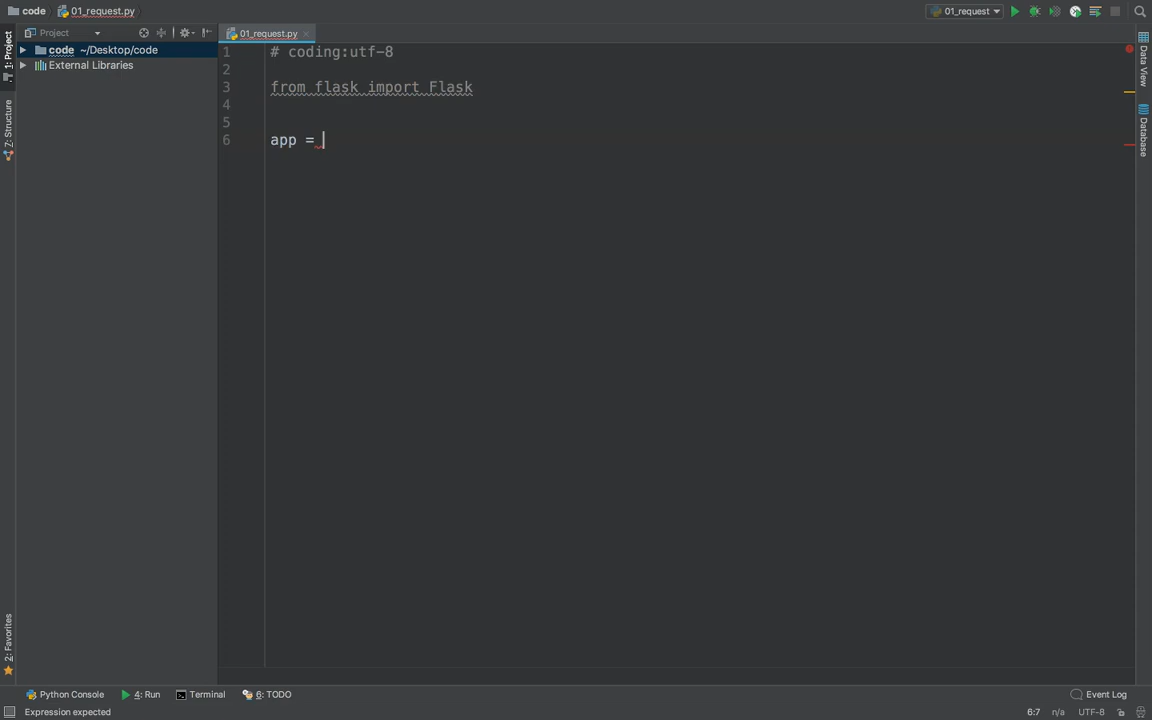 code 01_request.py 01_request
Project 01_request.py
1: Project
code ~/Desktop/code
External Libraries
Z: Structure
2: Favorites
1 # coding:utf-8
2
3 from flask import Flask
4
5
6 app =
Data View
Database
Python Console 4: Run Terminal 6: TODO Event Log
Expression expected 6:7 n/a UTF-8